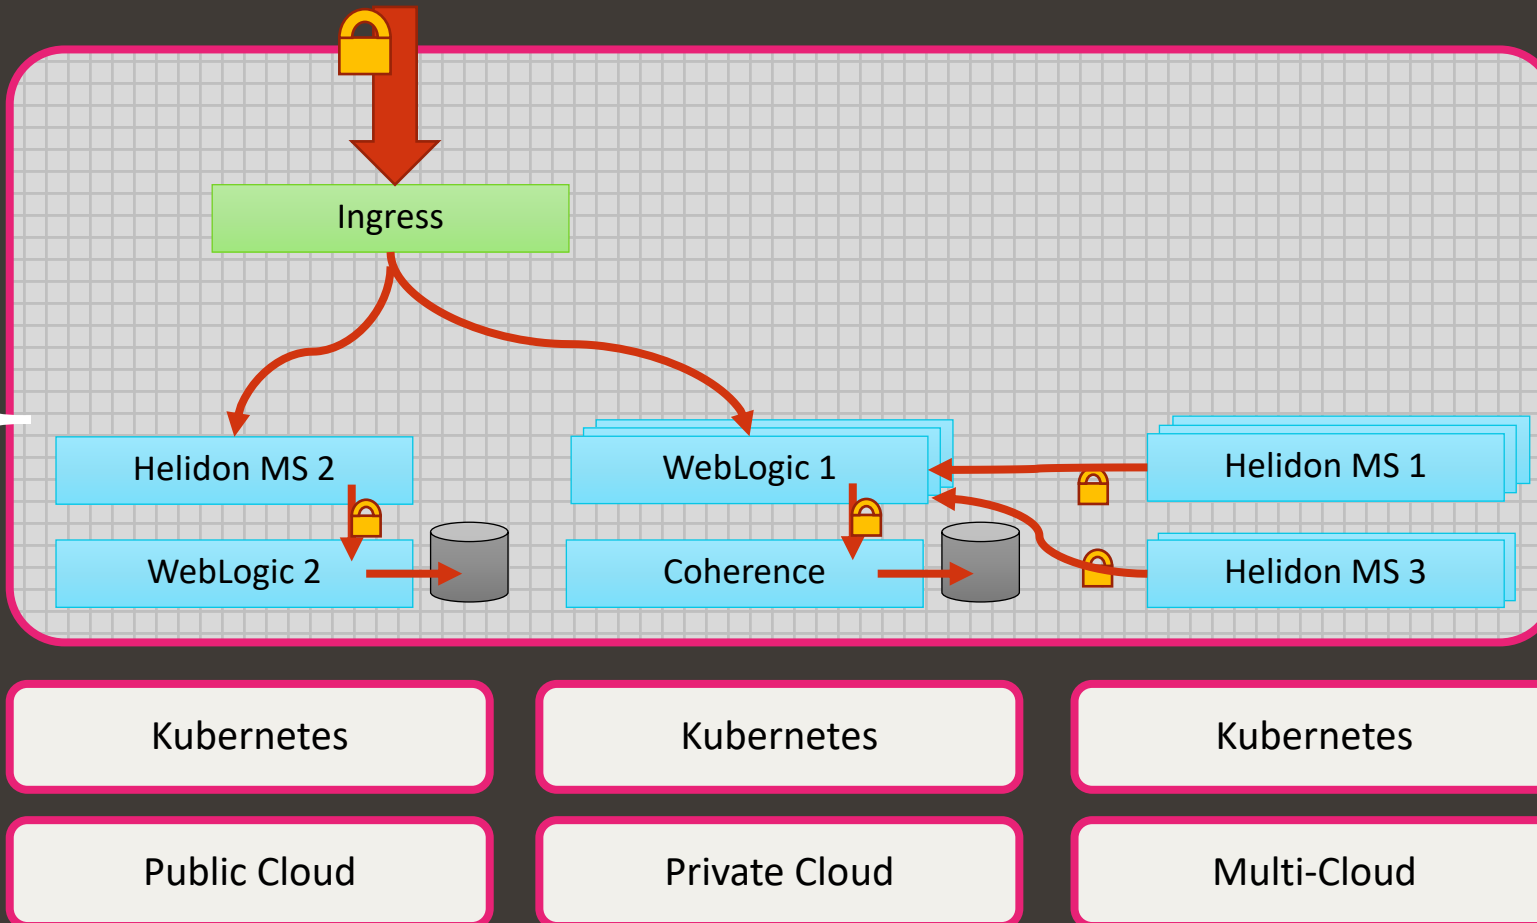 Ingress
Helidon MS 2
WebLogic 1
Helidon MS 1
WebLogic 2
Coherence
Helidon MS 3
Kubernetes
Kubernetes
Kubernetes
Public Cloud
Private Cloud
Multi-Cloud